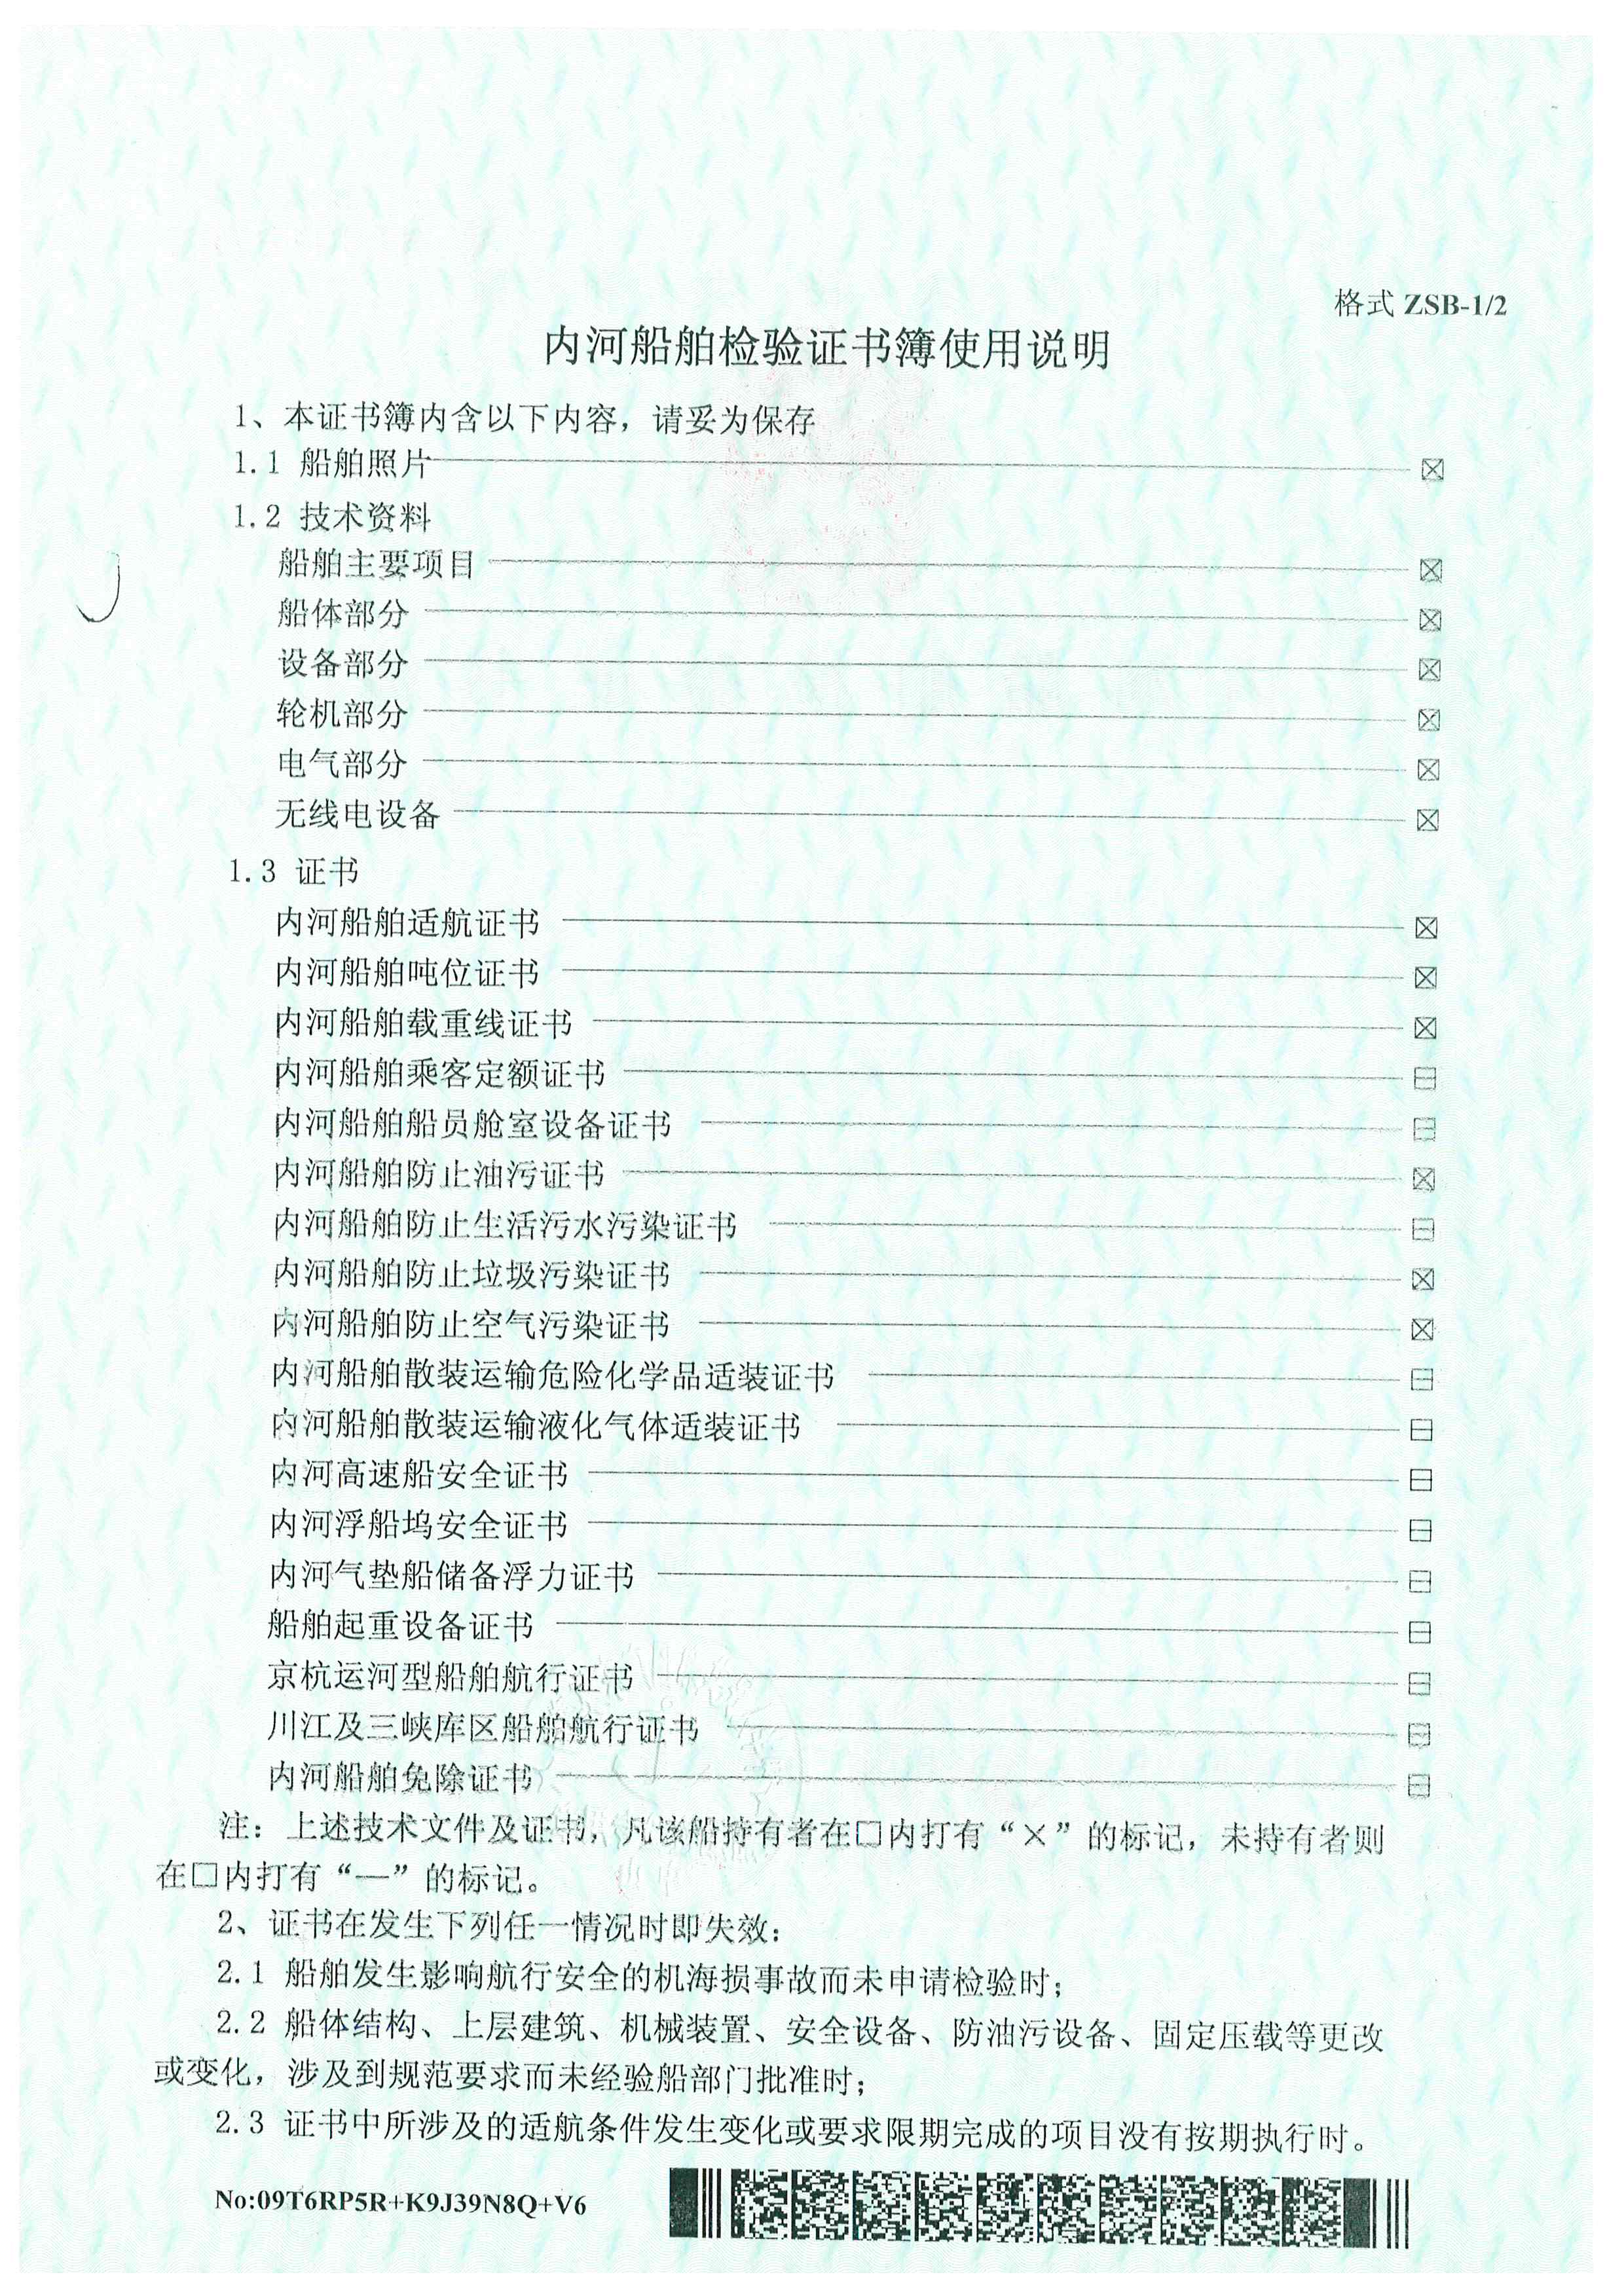 格式 ZSB-1/2
内河船舶检验证书簿使用说明
1、本证书簿内含以下内容，请妥为保存
1.1 船舶照片 ☒
1.2 技术资料
船舶主要项目 ☒
船体部分 ☒
设备部分 ☒
轮机部分 ☒
电气部分 ☒
无线电设备 ☒
1.3 证书
内河船舶适航证书 ☒
内河船舶吨位证书 ☒
内河船舶载重线证书 ☒
内河船舶乘客定额证书 ⊟
内河船舶船员舱室设备证书 ⊟
内河船舶防止油污证书 ☒
内河船舶防止生活污水污染证书 ⊟
内河船舶防止垃圾污染证书 ☒
内河船舶防止空气污染证书 ☒
内河船舶散装运输危险化学品适装证书 ⊟
内河船舶散装运输液化气体适装证书 ⊟
内河高速船安全证书 ⊟
内河浮船坞安全证书 ⊟
内河气垫船储备浮力证书 ⊟
船舶起重设备证书 ⊟
京杭运河型船舶航行证书 ⊟
川江及三峡库区船舶航行证书 ⊟
内河船舶免除证书 ⊟
注：上述技术文件及证书，凡该船持有者在□内打有“×”的标记，未持有者则
在□内打有“—”的标记。
2、证书在发生下列任一情况时即失效：
2.1 船舶发生影响航行安全的机海损事故而未申请检验时；
2.2 船体结构、上层建筑、机械装置、安全设备、防油污设备、固定压载等更改
或变化，涉及到规范要求而未经验船部门批准时；
2.3 证书中所涉及的适航条件发生变化或要求限期完成的项目没有按期执行时。
No:09T6RP5R+K9J39N8Q+V6